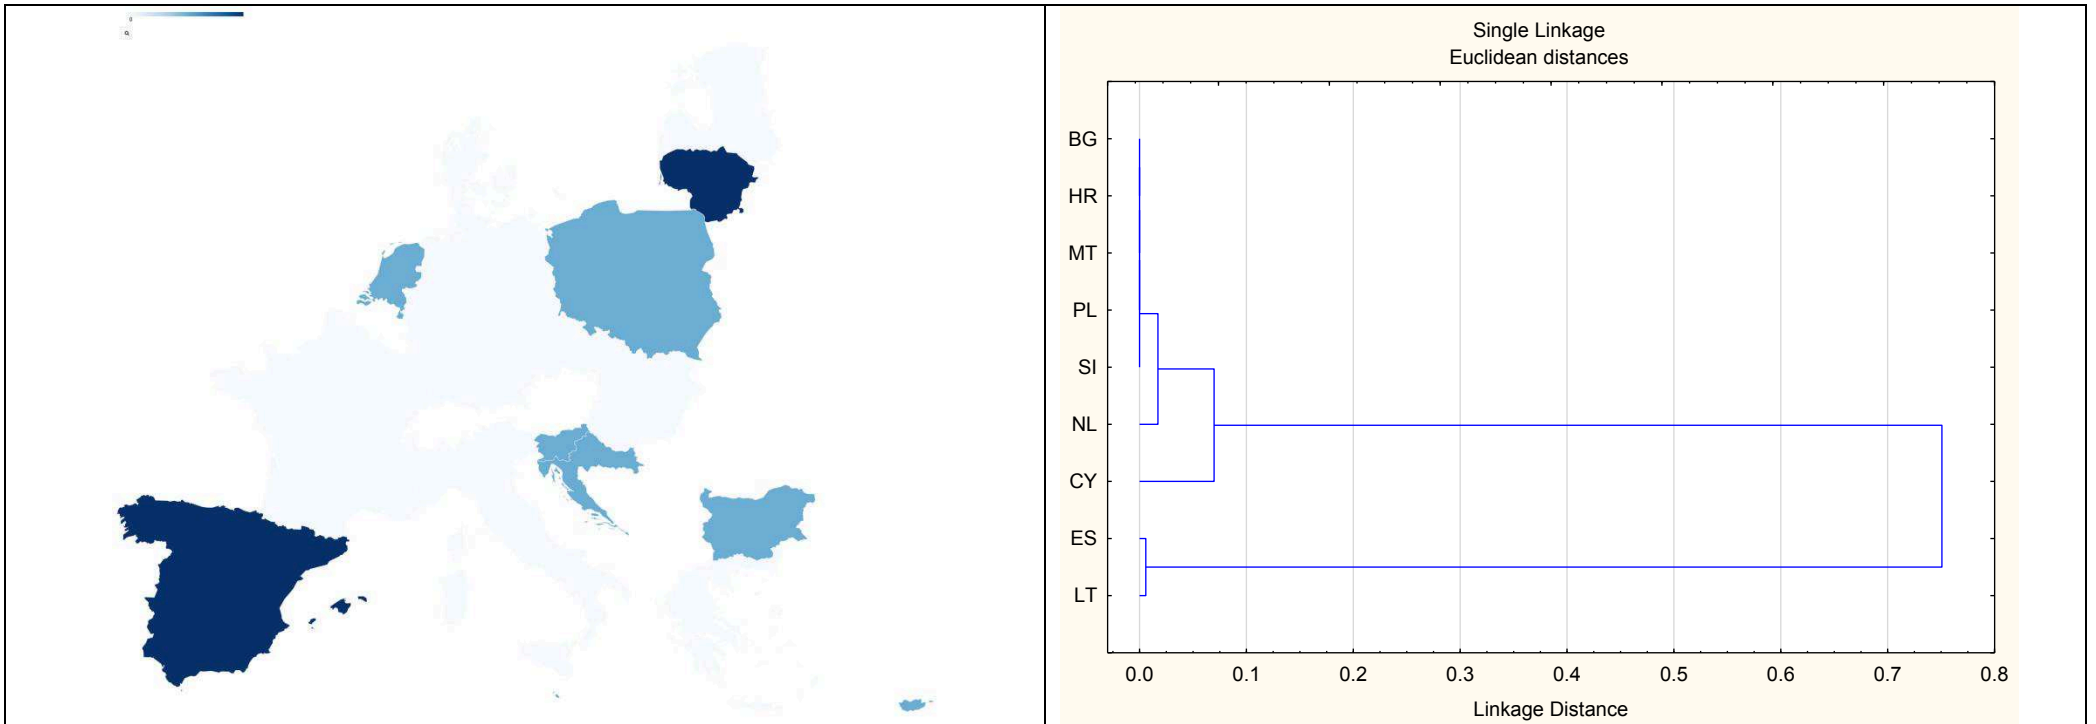 0
Single Linkage
Euclidean distances
BG
HR
MT
PL
SI
NL
CY
ES
LT
0.0 0.1 0.2 0.3 0.4 0.5 0.6 0.7 0.8
Linkage Distance